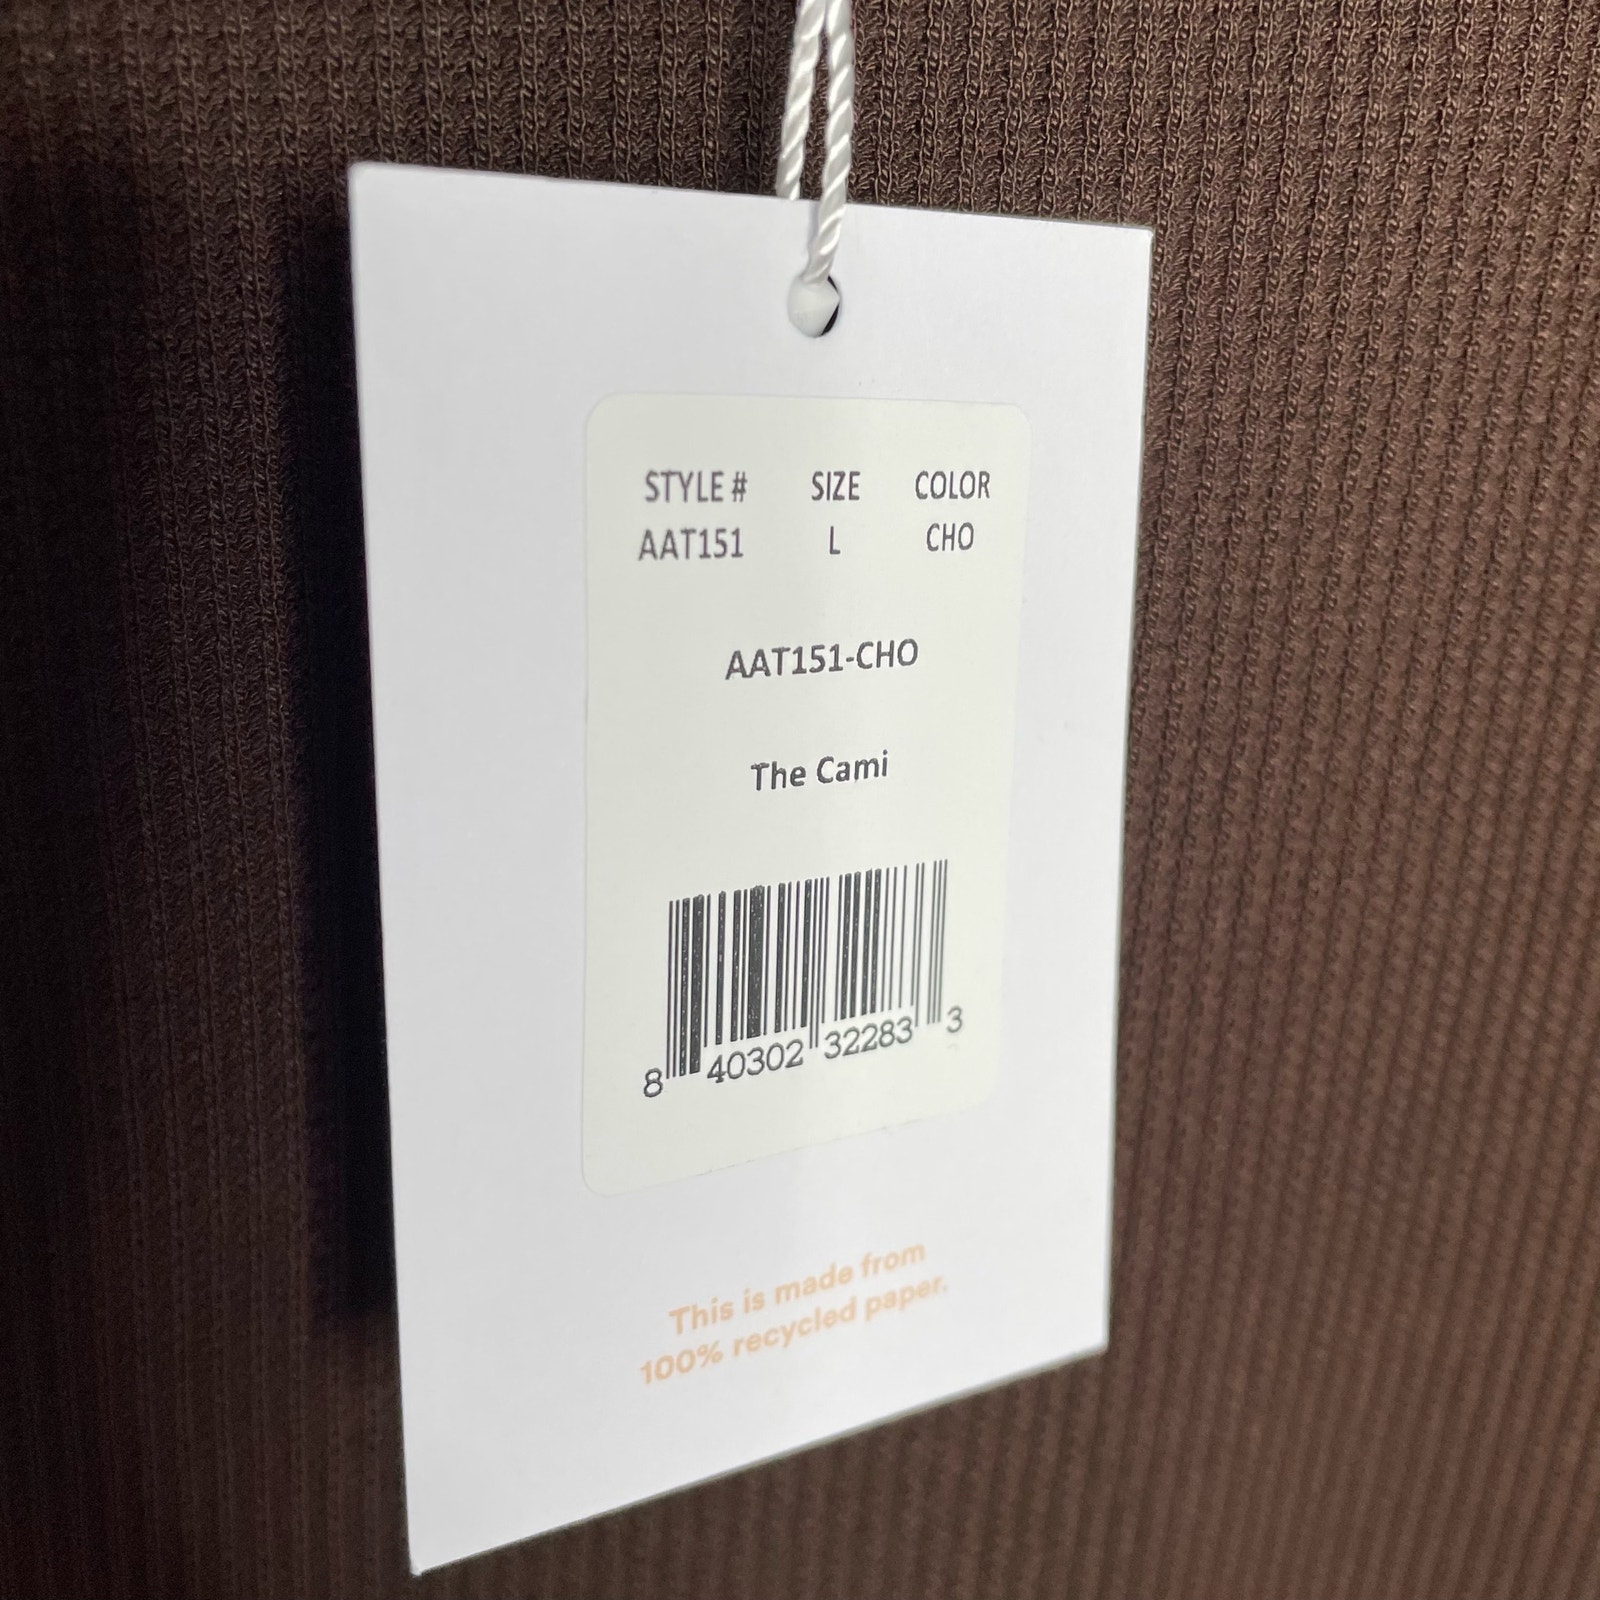 STYLE # SIZE COLOR
AAT151 L CHO
AAT151-CHO
The Cami
8 40302 32283 3
This is made from
100% recycled paper.